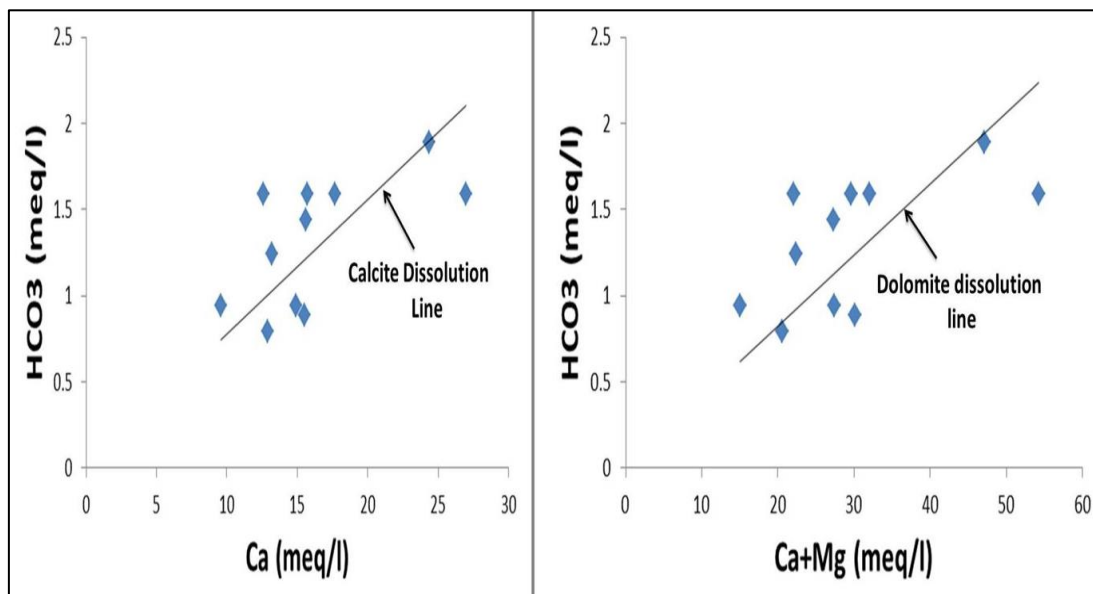 HCO3 (meq/l)
2.5
2
1.5
1
0.5
0
0 5 10 15 20 25 30
Calcite Dissolution
Line
Ca (meq/l)
HCO3 (meq/l)
2.5
2
1.5
1
0.5
0
0 10 20 30 40 50 60
Dolomite dissolution
line
Ca+Mg (meq/l)